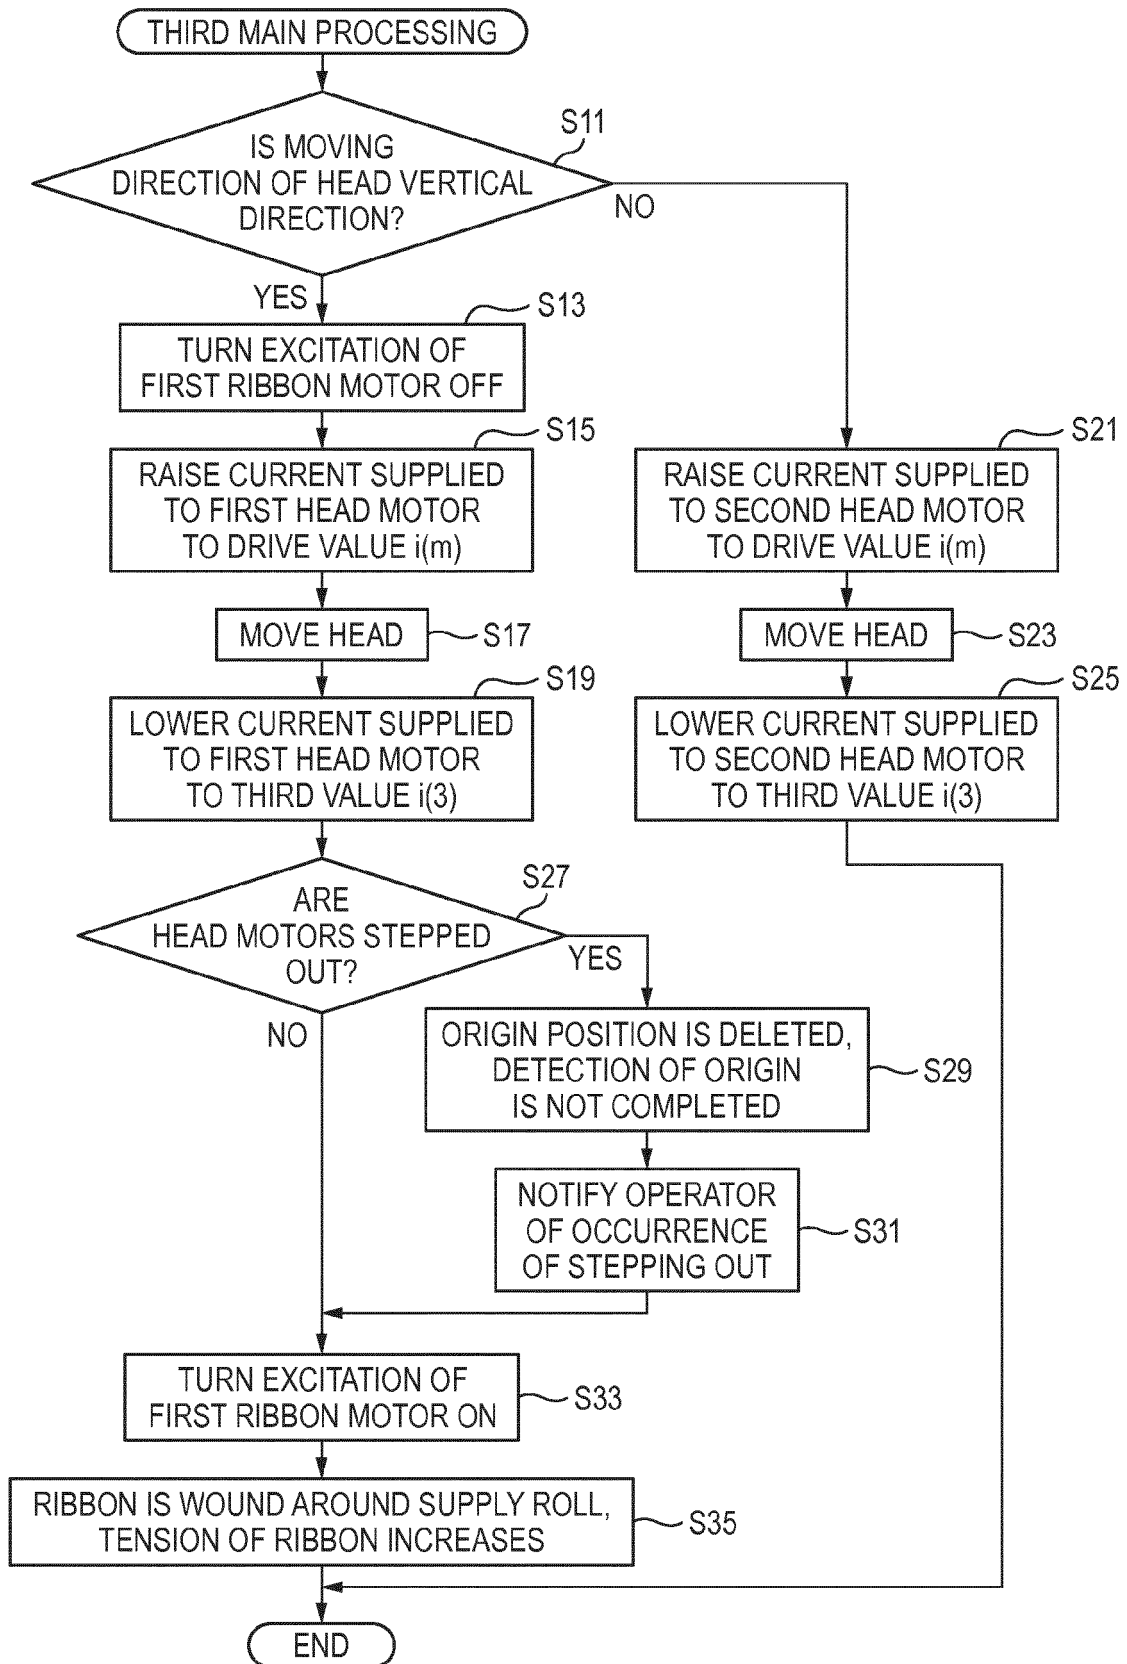 THIRD MAIN PROCESSING
S11
IS MOVING
DIRECTION OF HEAD VERTICAL
DIRECTION?
NO
YES
S13
TURN EXCITATION OF
FIRST RIBBON MOTOR OFF
S15
RAISE CURRENT SUPPLIED
TO FIRST HEAD MOTOR
TO DRIVE VALUE i(m)
S21
RAISE CURRENT SUPPLIED
TO SECOND HEAD MOTOR
TO DRIVE VALUE i(m)
MOVE HEAD
S17
MOVE HEAD
S23
S19
LOWER CURRENT SUPPLIED
TO FIRST HEAD MOTOR
TO THIRD VALUE i(3)
S25
LOWER CURRENT SUPPLIED
TO SECOND HEAD MOTOR
TO THIRD VALUE i(3)
S27
ARE
HEAD MOTORS STEPPED
OUT?
YES
NO
ORIGIN POSITION IS DELETED,
DETECTION OF ORIGIN
IS NOT COMPLETED
S29
NOTIFY OPERATOR
OF OCCURRENCE
OF STEPPING OUT
S31
TURN EXCITATION OF
FIRST RIBBON MOTOR ON
S33
RIBBON IS WOUND AROUND SUPPLY ROLL,
TENSION OF RIBBON INCREASES
S35
END